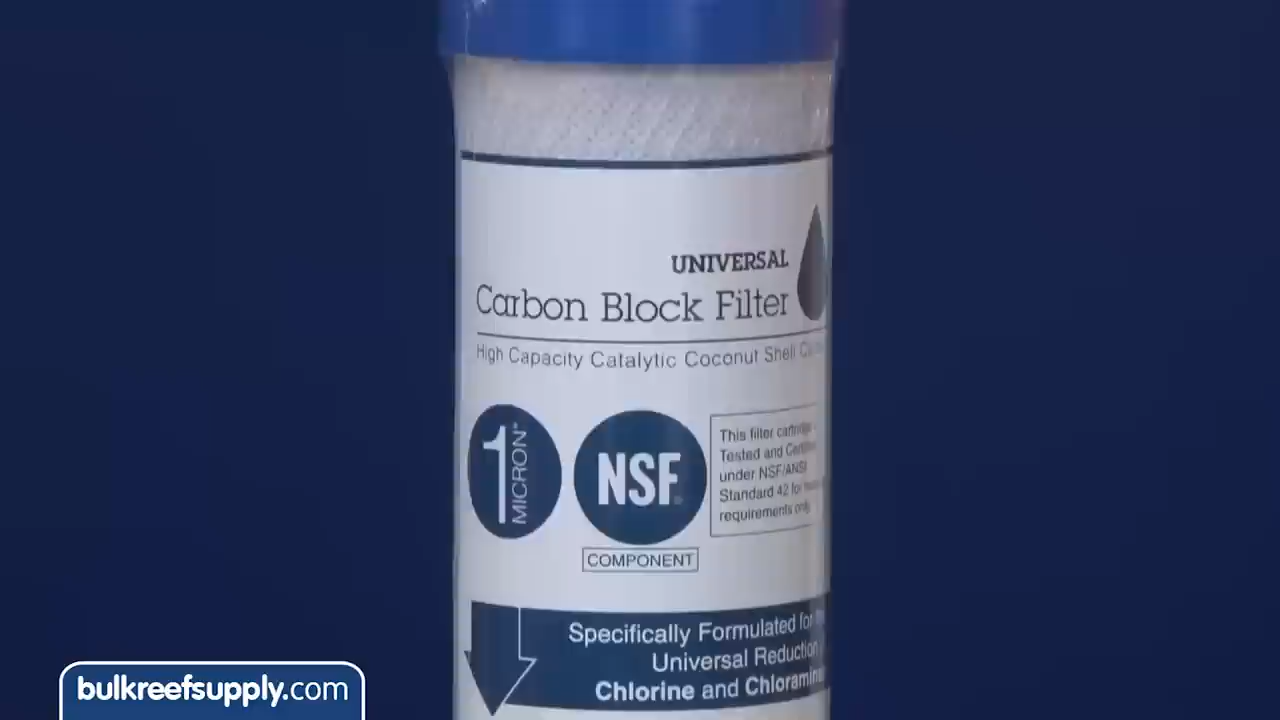 UNIVERSAL
Carbon Block Filter
High Capacity Catalytic Coconut Shell
1 MICRON
NSF
COMPONENT
This filter cartridge
Tested and
under NSF/ANSI
Standard 42 for
requirements only
Specifically Formulated for
Universal Reduction
Chlorine and Chloramine
bulkreefsupply.com